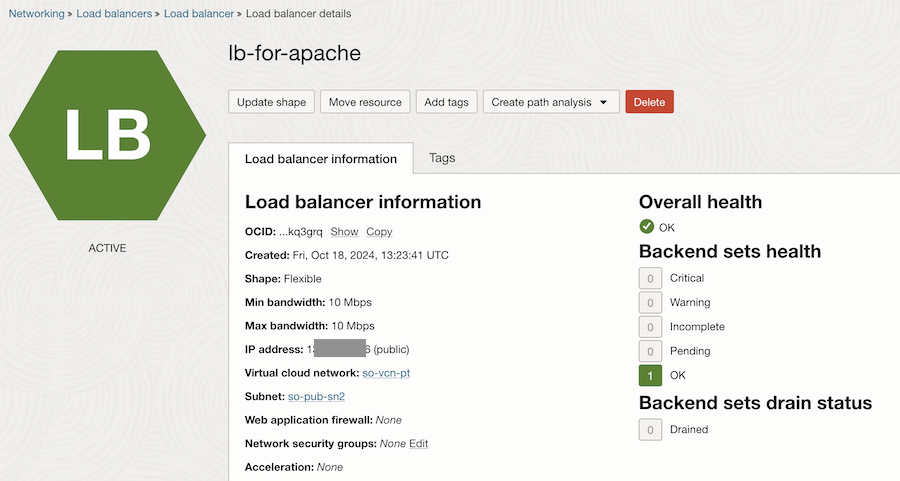 Networking » Load balancers » Load balancer » Load balancer details
LB
ACTIVE
lb-for-apache
Update shape Move resource Add tags Create path analysis Delete
Load balancer information Tags
Load balancer information
OCID: ...kq3grq Show Copy
Created: Fri, Oct 18, 2024, 13:23:41 UTC
Shape: Flexible
Min bandwidth: 10 Mbps
Max bandwidth: 10 Mbps
IP address: (public)
Virtual cloud network: so-vcn-pt
Subnet: so-pub-sn2
Web application firewall: None
Network security groups: None Edit
Acceleration: None
Overall health
OK
Backend sets health
0 Critical
0 Warning
0 Incomplete
0 Pending
1 OK
Backend sets drain status
0 Drained